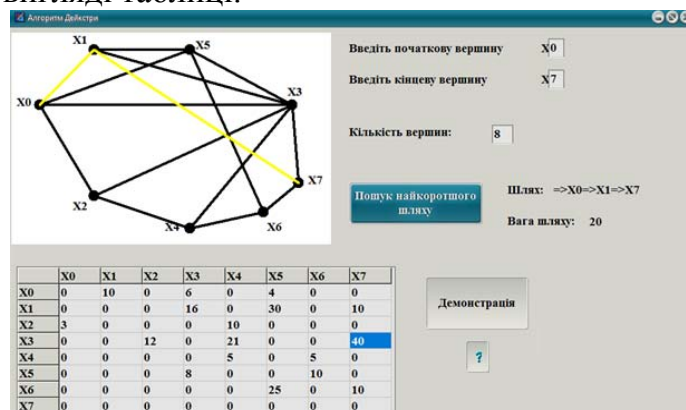 вигляді таблиці.
Алгоритм Дейкстри
X1
X5
X0
X3
X7
X2
X4
X6
Введіть початкову вершину X0
Введіть кінцеву вершину X7
Кількість вершин: 8
Пошук найкоротшого
шляху
Шлях: =>X0=>X1=>X7
Вага шляху: 20
X0 X1 X2 X3 X4 X5 X6 X7
X0 0 10 0 6 0 4 0 0
X1 0 0 0 16 0 30 0 10
X2 3 0 0 0 10 0 0 0
X3 0 0 12 0 21 0 0 40
X4 0 0 0 0 5 0 5 0
X5 0 0 0 8 0 0 10 0
X6 0 0 0 0 0 25 0 10
X7 0 0 0 0 0 0 0 0
Демонстрація
?